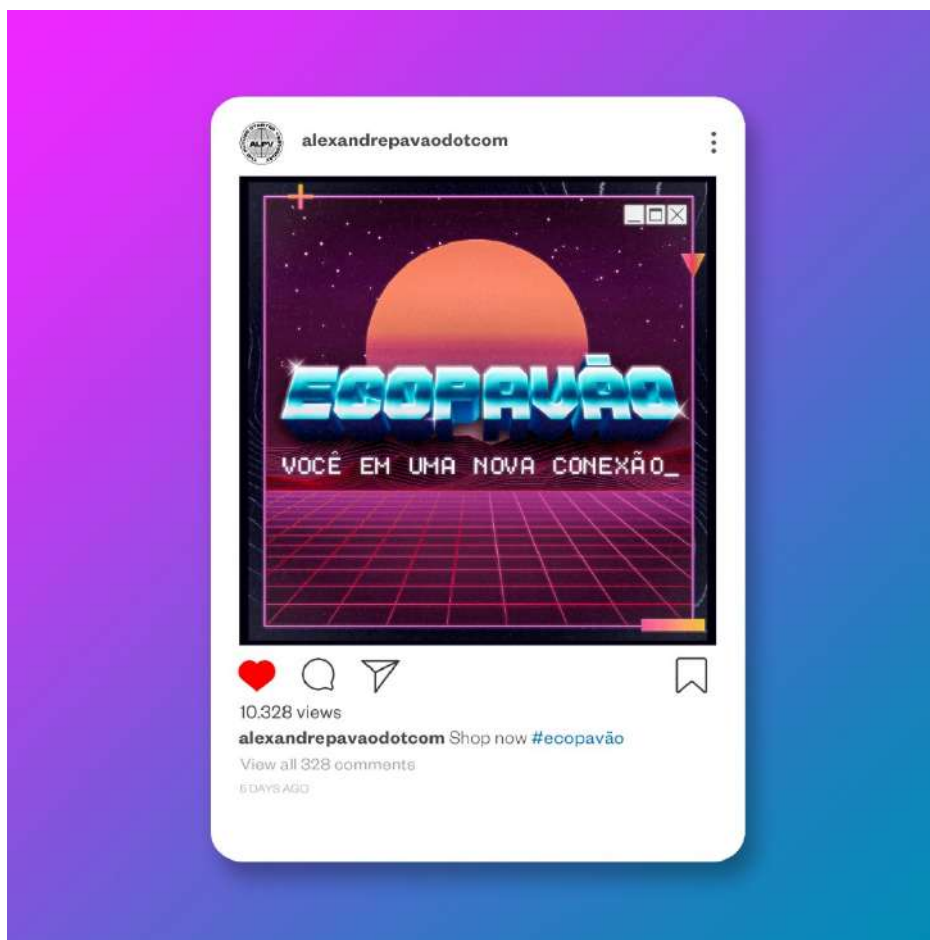 ALPV
alexandrepavaodotcom
ECOPAVÃO
VOCÊ EM UMA NOVA CONEXÃO_
10.328 views
alexandrepavaodotcom Shop now #ecopavão
View all 328 comments
6 DAYS AGO